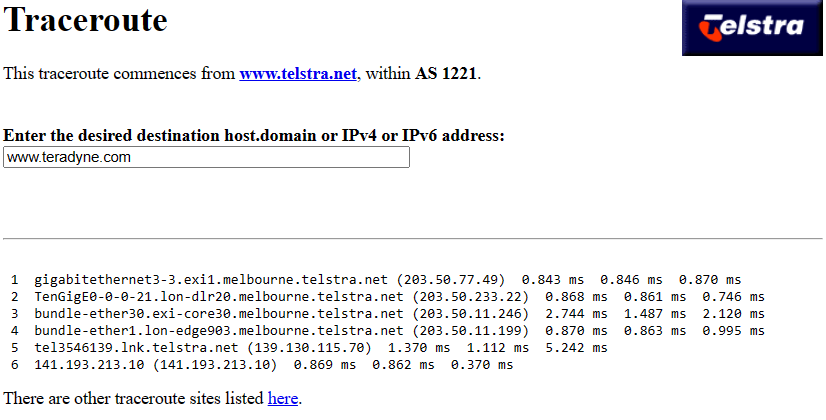 Traceroute
Telstra
This traceroute commences from www.telstra.net, within AS 1221.
Enter the desired destination host.domain or IPv4 or IPv6 address:
www.teradyne.com
1 gigabitethernet3-3.exi1.melbourne.telstra.net (203.50.77.49) 0.843 ms 0.846 ms 0.870 ms
2 TenGigE0-0-0-21.lon-dlr20.melbourne.telstra.net (203.50.233.22) 0.868 ms 0.861 ms 0.746 ms
3 bundle-ether30.exi-core30.melbourne.telstra.net (203.50.11.246) 2.744 ms 1.487 ms 2.120 ms
4 bundle-ether1.lon-edge903.melbourne.telstra.net (203.50.11.199) 0.870 ms 0.863 ms 0.995 ms
5 tel3546139.lnk.telstra.net (139.130.115.70) 1.370 ms 1.112 ms 5.242 ms
6 141.193.213.10 (141.193.213.10) 0.869 ms 0.862 ms 0.370 ms
There are other traceroute sites listed here.